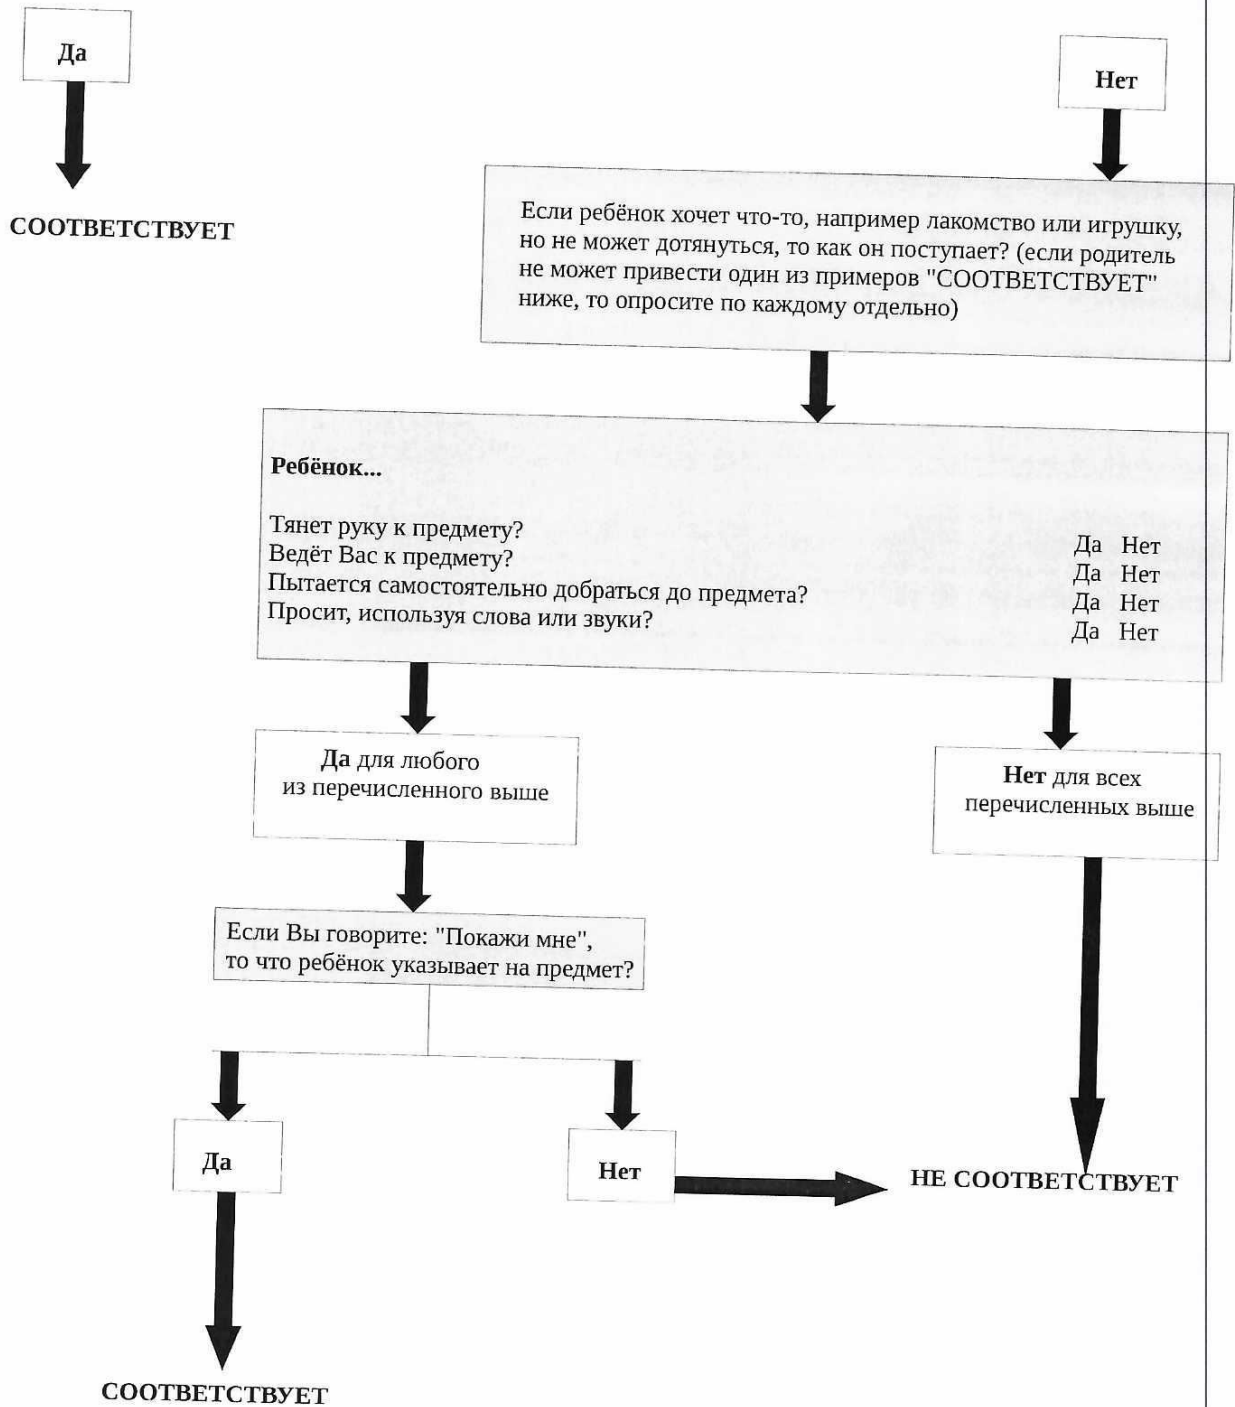 Да
Нет
СООТВЕТСТВУЕТ
Если ребёнок хочет что-то, например лакомство или игрушку,
но не может дотянуться, то как он поступает? (если родитель
не может привести один из примеров "СООТВЕТСТВУЕТ"
ниже, то опросите по каждому отдельно)
Ребёнок...
Тянет руку к предмету? Да Нет
Ведёт Вас к предмету? Да Нет
Пытается самостоятельно добраться до предмета? Да Нет
Просит, используя слова или звуки? Да Нет
Да для любого
из перечисленного выше
Нет для всех
перечисленных выше
Если Вы говорите: "Покажи мне",
то что ребёнок указывает на предмет?
Да
Нет
НЕ СООТВЕТСТВУЕТ
СООТВЕТСТВУЕТ